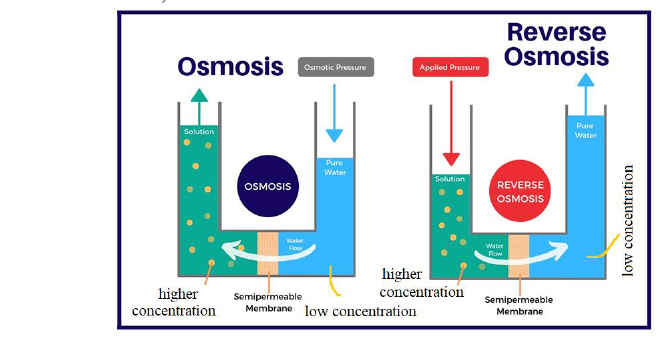 Osmosis
Osmotic Pressure
Solution
Pure
Water
OSMOSIS
Water
Flow
higher
concentration
Semipermeable
Membrane
low concentration
Reverse
Osmosis
Applied Pressure
Solution
Pure
Water
REVERSE
OSMOSIS
Water
Flow
higher
concentration
Semipermeable
Membrane
low concentration